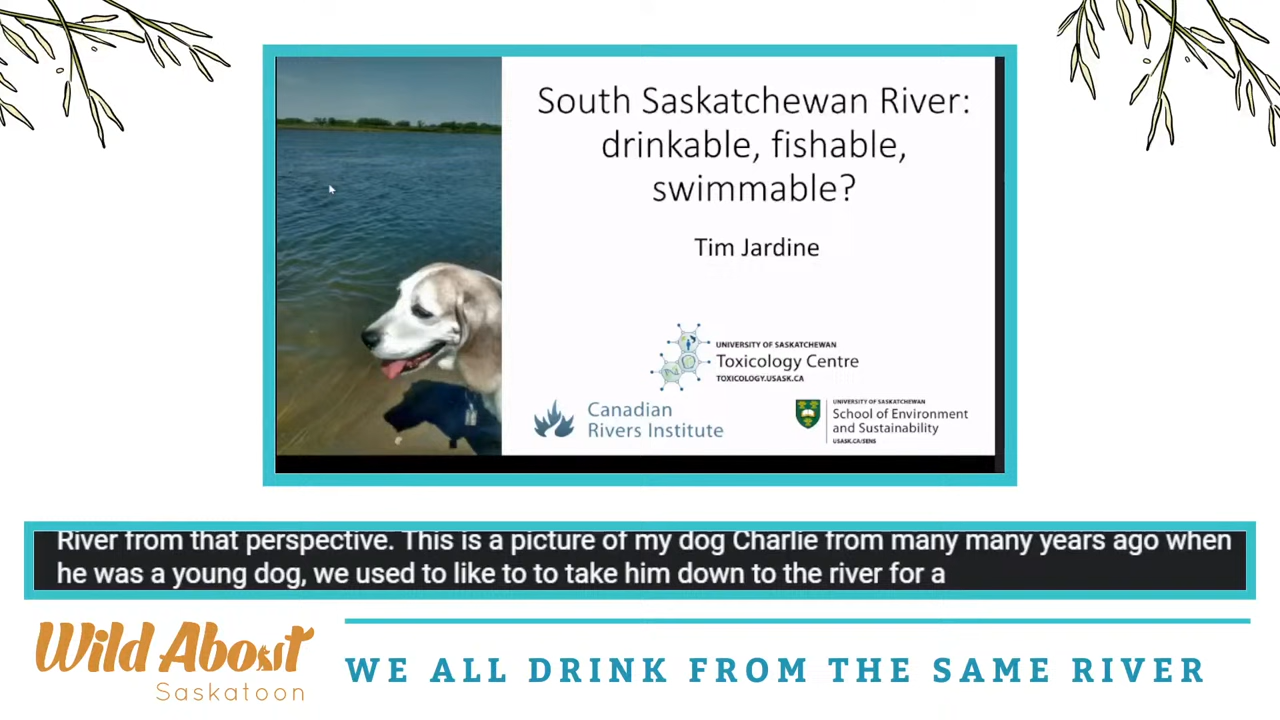 South Saskatchewan River:
drinkable, fishable,
swimmable?
Tim Jardine
UNIVERSITY OF SASKATCHEWAN
Toxicology Centre
TOXICOLOGY.USASK.CA
Canadian
Rivers Institute
UNIVERSITY OF SASKATCHEWAN
School of Environment
and Sustainability
USASK.CA/SENS
River from that perspective. This is a picture of my dog Charlie from many many years ago when
he was a young dog, we used to like to to take him down to the river for a
Wild About
Saskatoon
WE ALL DRINK FROM THE SAME RIVER